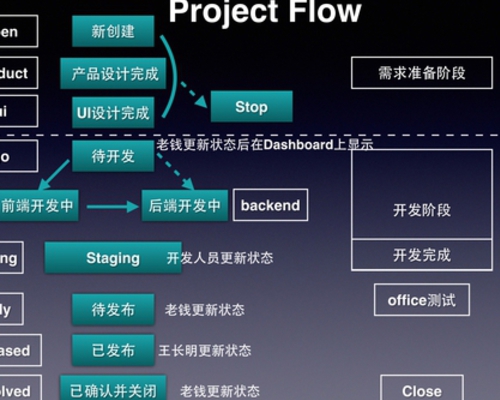 Project Flow
en
新创建
duct
产品设计完成
需求准备阶段
ui
UI设计完成
Stop
o
待开发
老钱更新状态后在Dashboard上显示
前端开发中
后端开发中
backend
开发阶段
ng
Staging
开发人员更新状态
开发完成
ly
待发布
老钱更新状态
office测试
ased
已发布
王长明更新状态
olved
已确认并关闭
老钱更新状态
Close